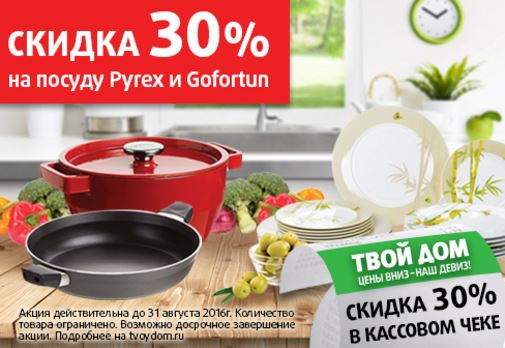 СКИДКА 30%
на посуду Pyrex и Gofortun
ТВОЙ ДОМ
ЦЕНЫ ВНИЗ-НАШ ДЕВИЗ!
СКИДКА 30%
В КАССОВОМ ЧЕКЕ
Акция действительна до 31 августа 2016г. Количество
товара ограничено. Возможно досрочное завершение
акции. Подробнее на tvoydom.ru